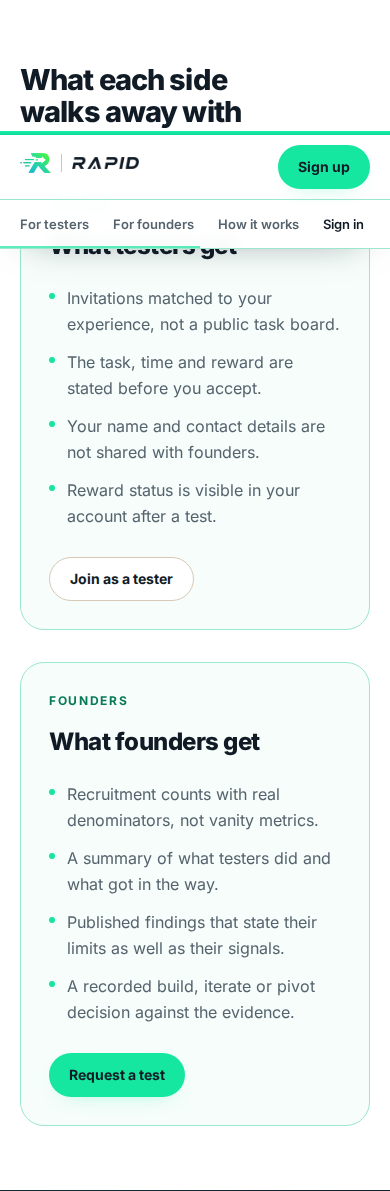 What each side
walks away with
RAPID
Sign up
For testers
For founders
How it works
Sign in
What testers get
Invitations matched to your
experience, not a public task board.
The task, time and reward are
stated before you accept.
Your name and contact details are
not shared with founders.
Reward status is visible in your
account after a test.
Join as a tester
FOUNDERS
What founders get
Recruitment counts with real
denominators, not vanity metrics.
A summary of what testers did and
what got in the way.
Published findings that state their
limits as well as their signals.
A recorded build, iterate or pivot
decision against the evidence.
Request a test